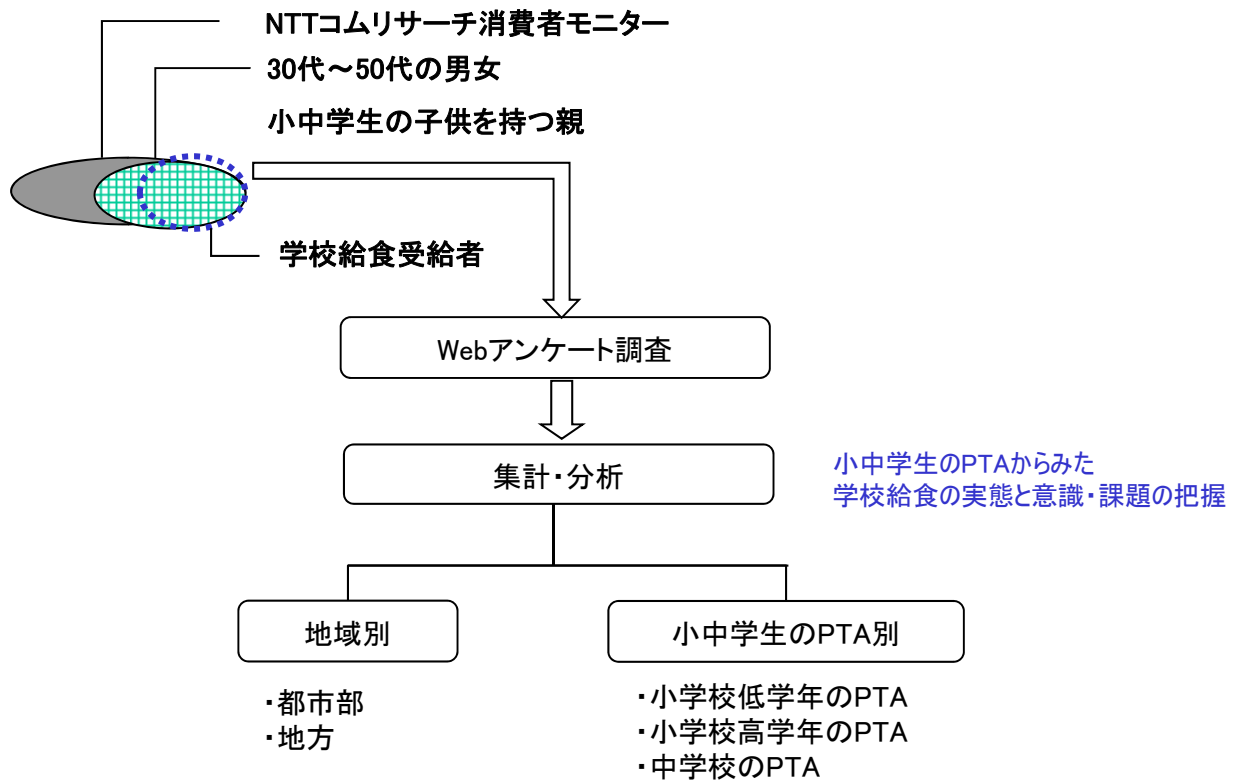 NTTコムリサーチ消費者モニター
30代～50代の男女
小中学生の子供を持つ親
学校給食受給者
Webアンケート調査
集計・分析
小中学生のPTAからみた
学校給食の実態と意識・課題の把握
地域別
・都市部
・地方
小中学生のPTA別
・小学校低学年のPTA
・小学校高学年のPTA
・中学校のPTA